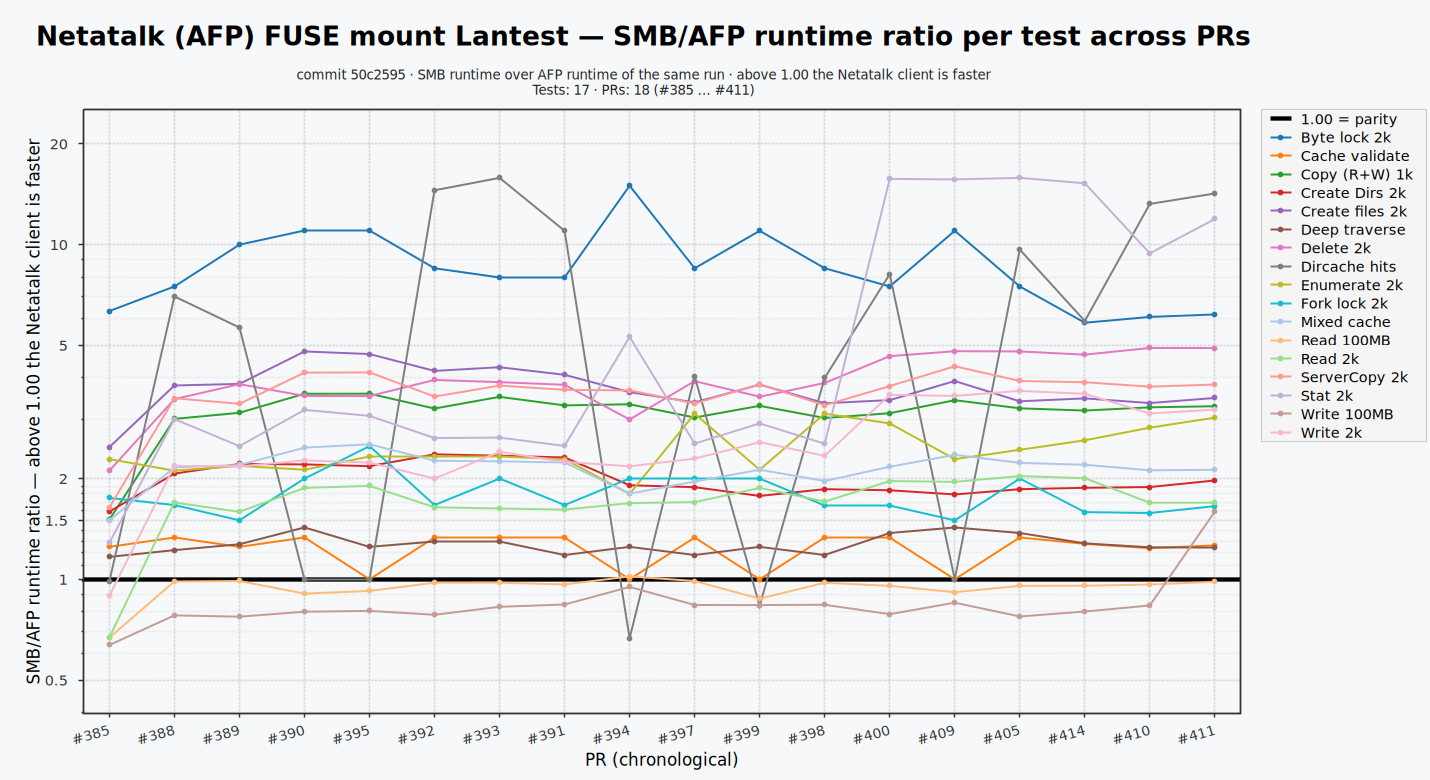 Netatalk (AFP) FUSE mount Lantest — SMB/AFP runtime ratio per test across PRs
commit 50c2595 · SMB runtime over AFP runtime of the same run · above 1.00 the Netatalk client is faster
Tests: 17 · PRs: 18 (#385 … #411)
SMB/AFP runtime ratio — above 1.00 the Netatalk client is faster
20
10
5
2
1.5
1
0.5
#385
#388
#389
#390
#395
#392
#393
#391
#394
#397
#399
#398
#400
#409
#405
#414
#410
#411
PR (chronological)
1.00 = parity
Byte lock 2k
Cache validate
Copy (R+W) 1k
Create Dirs 2k
Create files 2k
Deep traverse
Delete 2k
Dircache hits
Enumerate 2k
Fork lock 2k
Mixed cache
Read 100MB
Read 2k
ServerCopy 2k
Stat 2k
Write 100MB
Write 2k